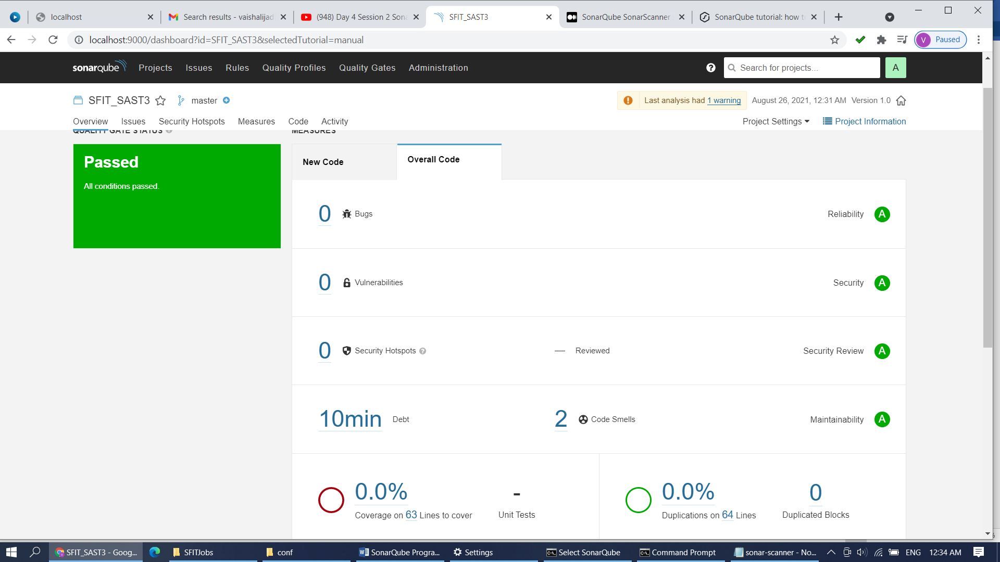 localhost
Search results - vaishalijad
(948) Day 4 Session 2 Son
SFIT_SAST3
SonarQube SonarScanner
SonarQube tutorial: how t
localhost:9000/dashboard?id=SFIT_SAST3&selectedTutorial=manual
V Paused
sonarqube Projects Issues Rules Quality Profiles Quality Gates Administration
? Search for projects... A
SFIT_SAST3 master
Last analysis had 1 warning August 26, 2021, 12:31 AM Version 1.0
Overview Issues Security Hotspots Measures Code Activity
Project Settings Project Information
QUALITY GATE STATUS
MEASURES
Passed
All conditions passed.
New Code
Overall Code
0 Bugs Reliability A
0 Vulnerabilities Security A
0 Security Hotspots ? — Reviewed Security Review A
10min Debt 2 Code Smells Maintainability A
0.0% -
Coverage on 63 Lines to cover Unit Tests
0.0% 0
Duplications on 64 Lines Duplicated Blocks
SFIT_SAST3 - Goog...
SFITJobs
conf
SonarQube Progra...
Settings
Select SonarQube
Command Prompt
sonar-scanner - No...
ENG 12:34 AM